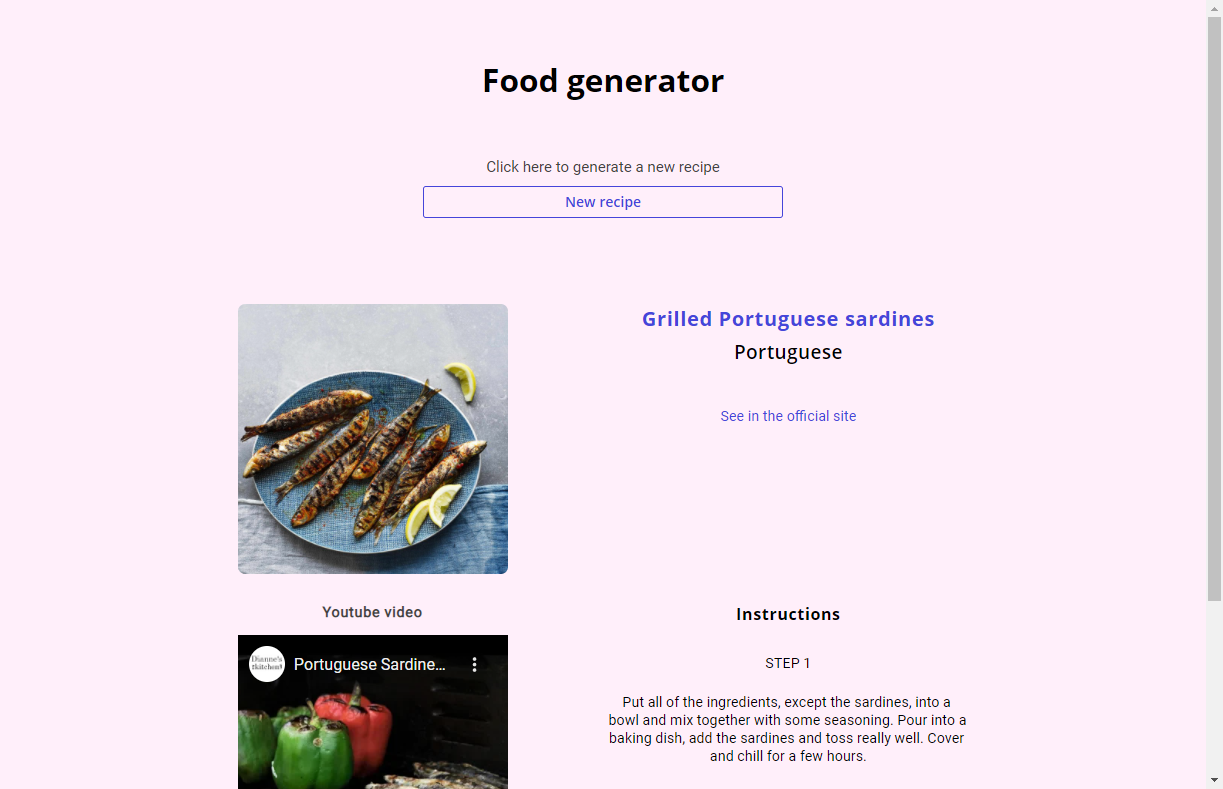 Food generator
Click here to generate a new recipe
New recipe
Grilled Portuguese sardines
Portuguese
See in the official site
Youtube video
Dianne's
Kitchen!
Portuguese Sardine...
Instructions
STEP 1
Put all of the ingredients, except the sardines, into a
bowl and mix together with some seasoning. Pour into a
baking dish, add the sardines and toss really well. Cover
and chill for a few hours.